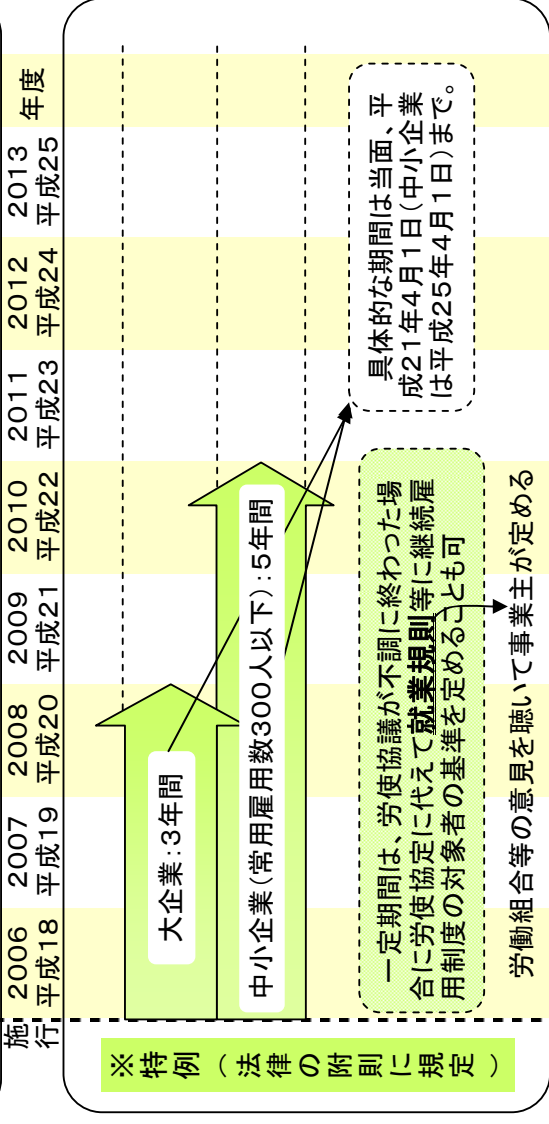 施行
2006 2007 2008 2009 2010 2011 2012 2013 年度
平成18 平成19 平成20 平成21 平成22 平成23 平成24 平成25
※特例(法律の附則に規定)
大企業:3年間
中小企業(常用雇用数300人以下):5年間
一定期間は、労使協議が不調に終わった場
合に労使協定に代えて就業規則等に継続雇
用制度の対象者の基準を定めることも可
具体的な期間は当面、平
成21年4月1日(中小企業
は平成25年4月1日)まで。
労働組合等の意見を聴いて事業主が定める